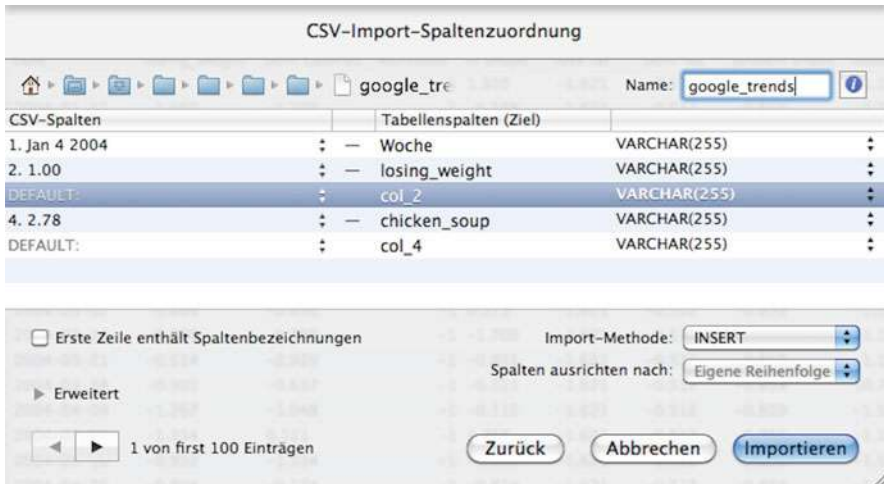 CSV-Import-Spaltenzuordnung
google_tre Name: google_trends
CSV-Spalten Tabellenspalten (Ziel)
1. Jan 4 2004 — Woche VARCHAR(255)
2. 1.00 — losing_weight VARCHAR(255)
DEFAULT: col_2 VARCHAR(255)
4. 2.78 — chicken_soup VARCHAR(255)
DEFAULT: col_4 VARCHAR(255)
Erste Zeile enthält Spaltenbezeichnungen Import-Methode: INSERT
Spalten ausrichten nach: Eigene Reihenfolge
Erweitert
1 von first 100 Einträgen Zurück Abbrechen Importieren